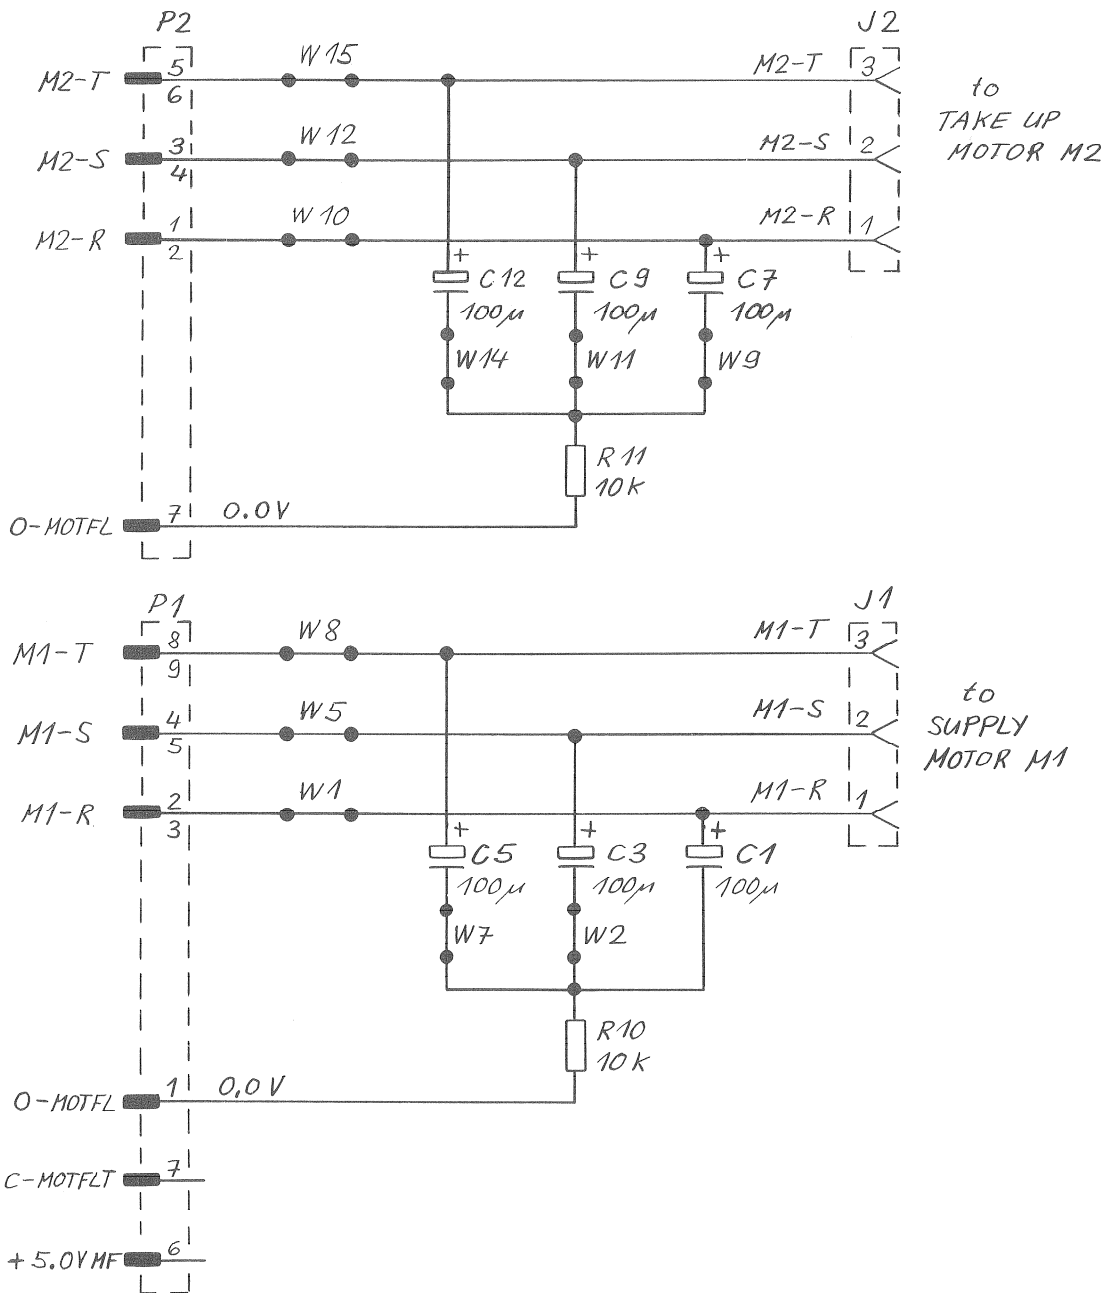 P2
J2
M2-T
5
6
W15
M2-T
3
to
TAKE UP
MOTOR M2
M2-S
3
4
W12
M2-S
2
M2-R
1
2
W10
M2-R
1
+
C12
100µ
+
C9
100µ
+
C7
100µ
W14
W11
W9
R11
10K
O-MOTFL
7
0.0V
P1
J1
M1-T
8
9
W8
M1-T
3
to
SUPPLY
MOTOR M1
M1-S
4
5
W5
M1-S
2
M1-R
2
3
W1
M1-R
1
+
C5
100µ
+
C3
100µ
+
C1
100µ
W7
W2
R10
10K
O-MOTFL
1
0,0V
C-MOTFLT
7
+5.0VMF
6